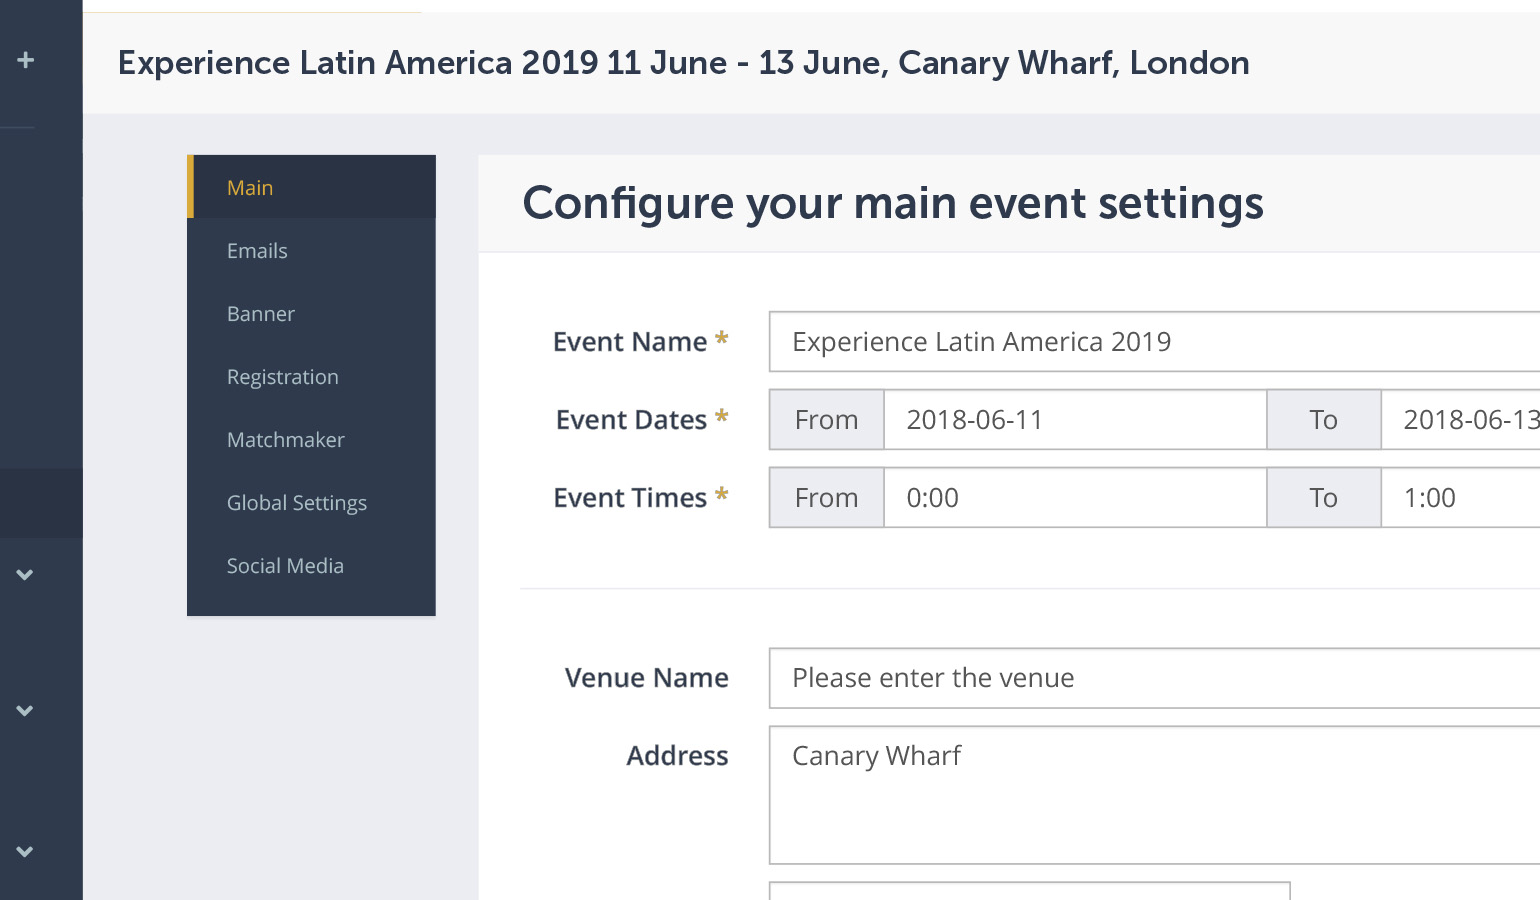 Experience Latin America 2019 11 June - 13 June, Canary Wharf, London
Main
Emails
Banner
Registration
Matchmaker
Global Settings
Social Media
Configure your main event settings
Event Name * Experience Latin America 2019
Event Dates * From 2018-06-11 To 2018-06-13
Event Times * From 0:00 To 1:00
Venue Name Please enter the venue
Address Canary Wharf